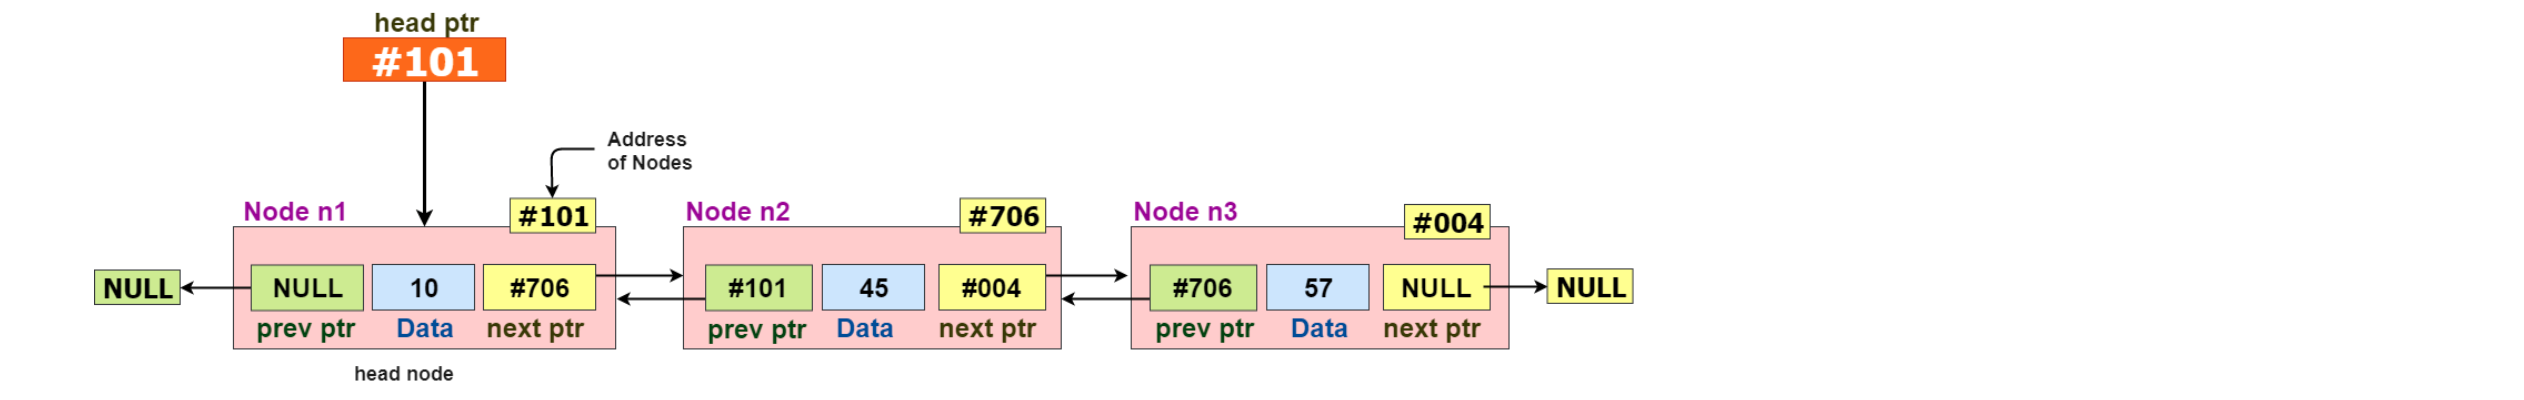 head ptr
#101
Address
of Nodes
Node n1
#101
Node n2
#706
Node n3
#004
NULL
NULL
10
#706
#101
45
#004
#706
57
NULL
NULL
prev ptr
Data
next ptr
prev ptr
Data
next ptr
prev ptr
Data
next ptr
head node